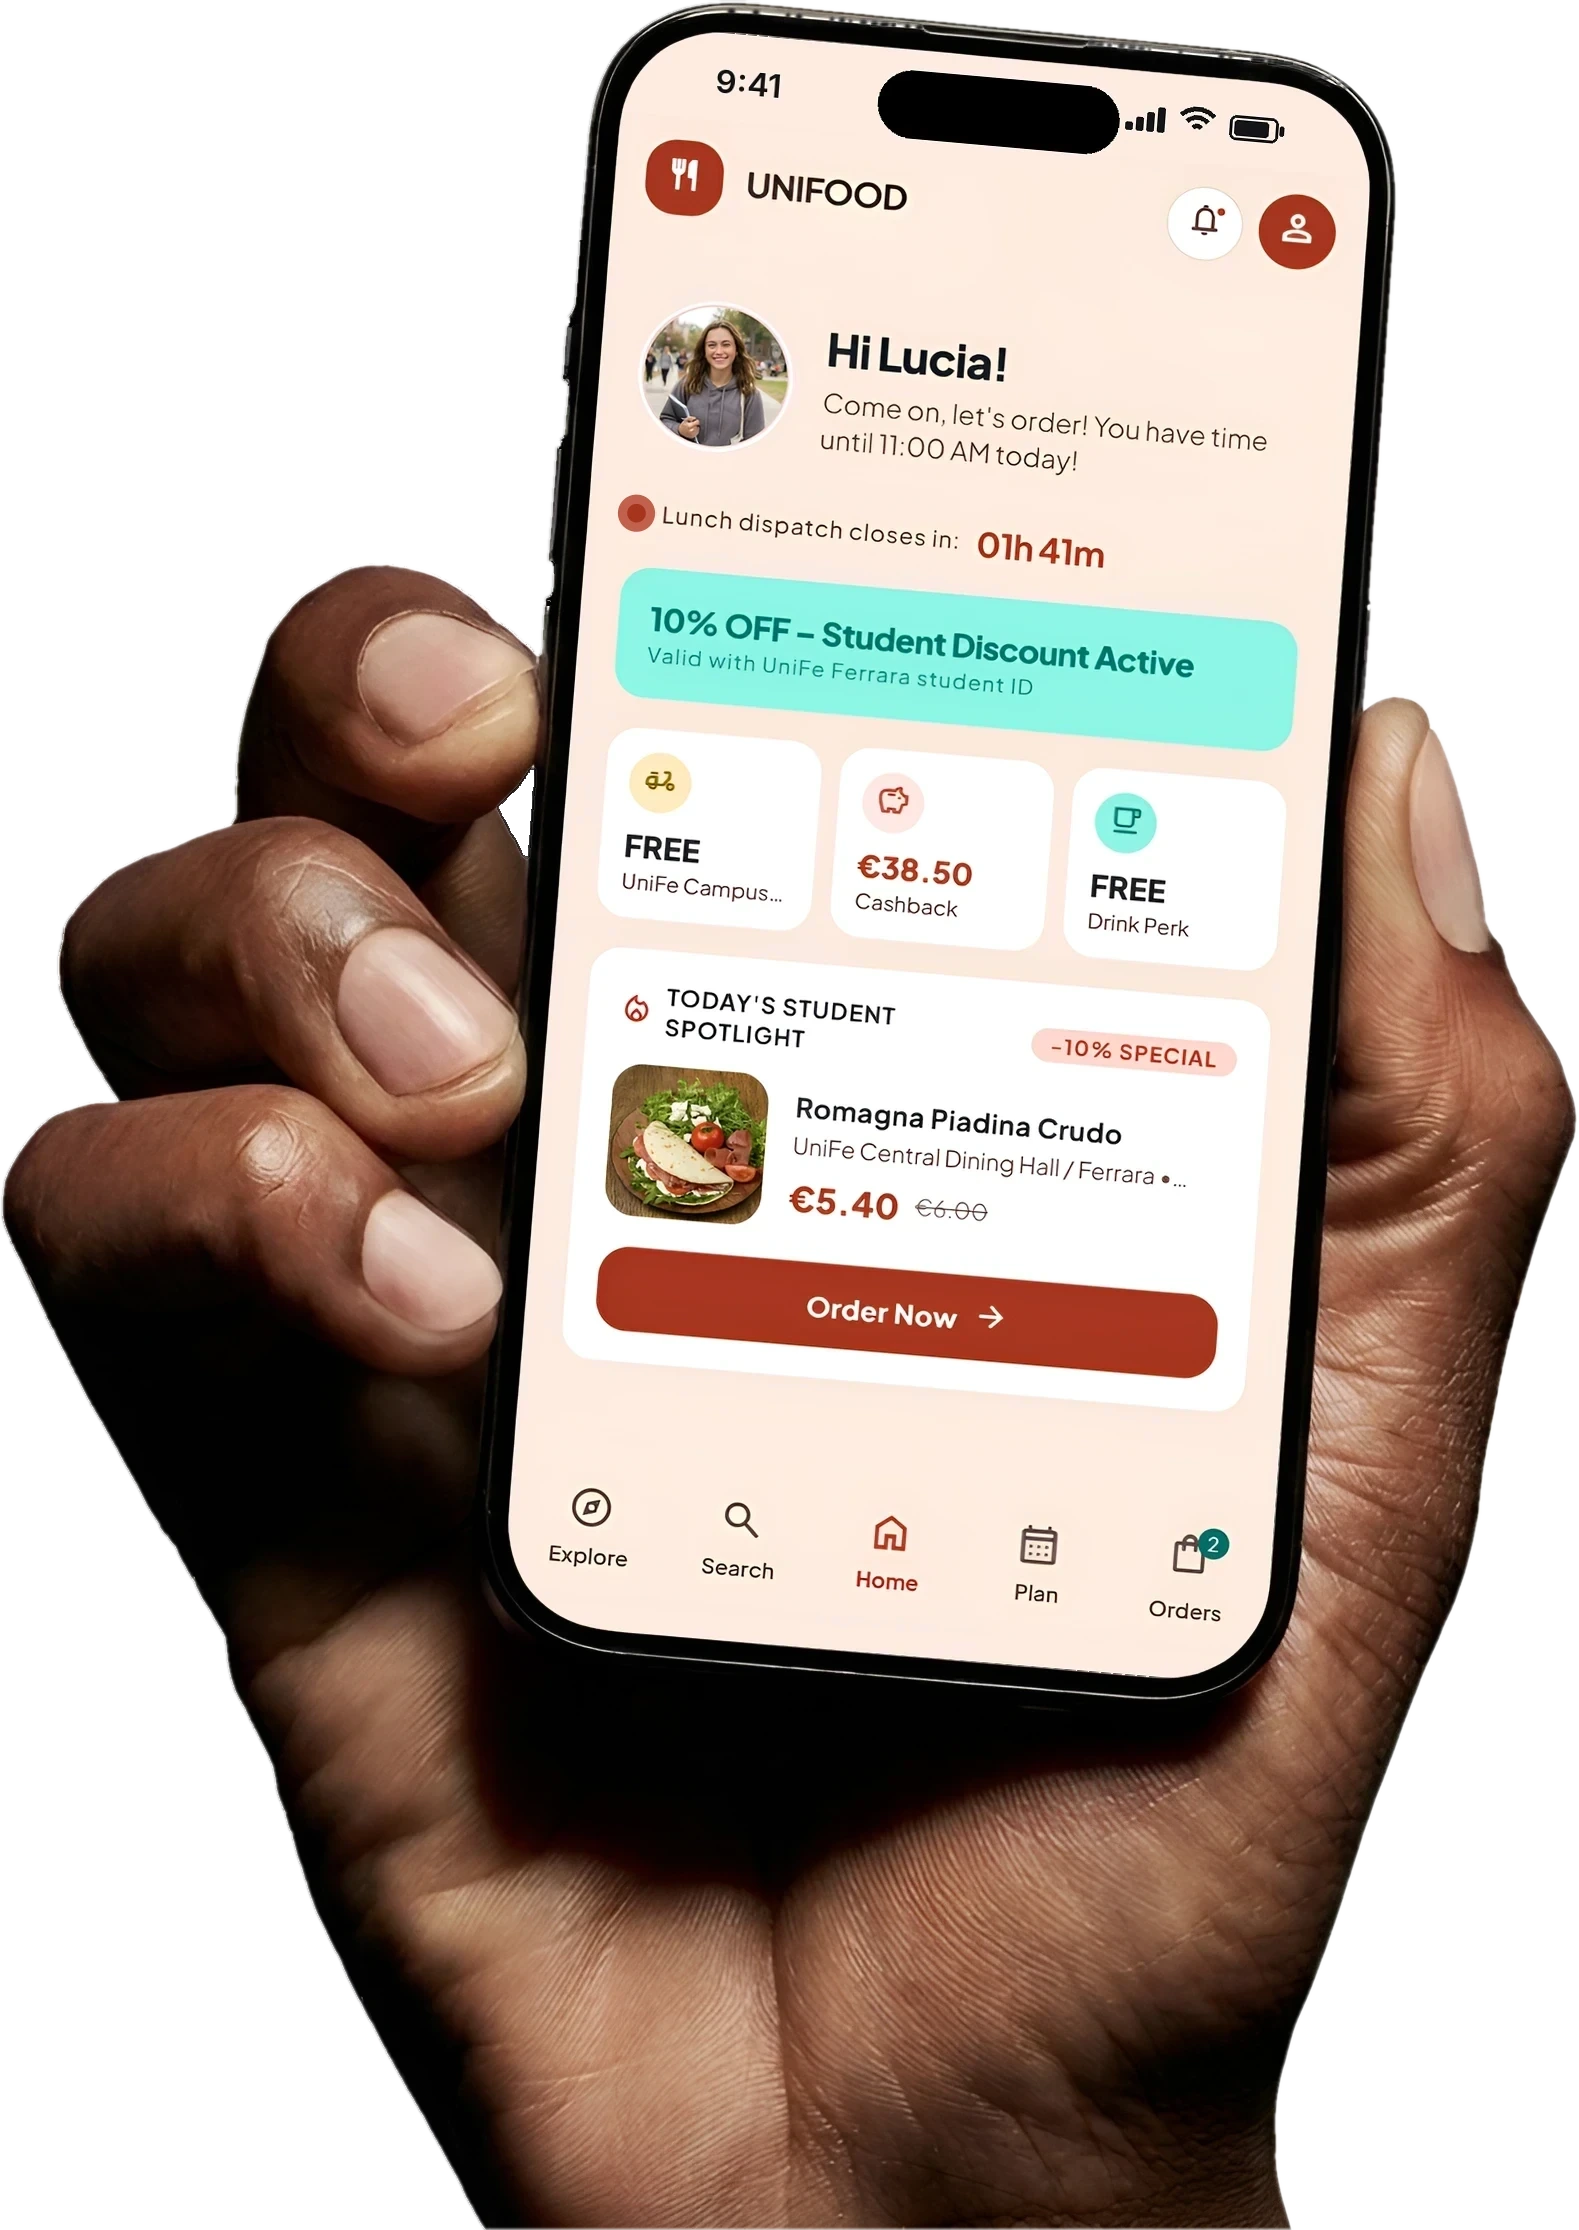 9:41
UNIFOOD
Hi Lucia!
Come on, let's order! You have time
until 11:00 AM today!
Lunch dispatch closes in: 01h 41m
10% OFF – Student Discount Active
Valid with UniFe Ferrara student ID
FREE
UniFe Campus...
€38.50
Cashback
FREE
Drink Perk
TODAY'S STUDENT
SPOTLIGHT
-10% SPECIAL
Romagna Piadina Crudo
UniFe Central Dining Hall / Ferrara •...
€5.40 €6.00
Order Now →
Explore
Search
Home
Plan
2
Orders